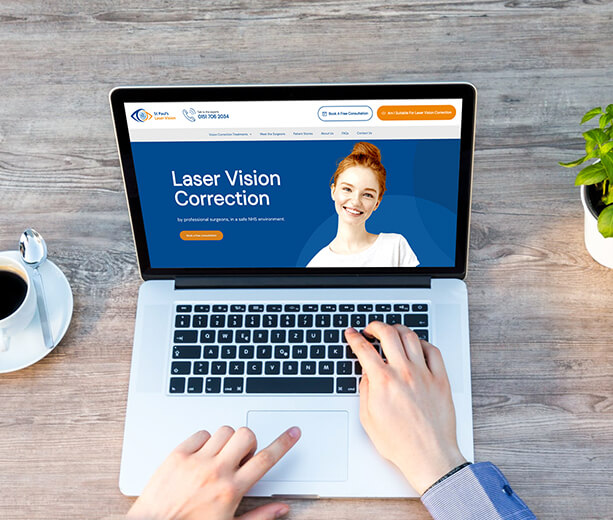 St Paul's
Laser Vision
Talk to the experts
0151 706 2034
Book A Free Consultation
Am I Suitable For Laser Vision Correction
Vision Correction Treatments
Meet the Surgeons
Patient Stories
About Us
FAQs
Contact Us
Laser Vision
Correction
by professional surgeons, in a safe NHS environment.
Book a free consultation